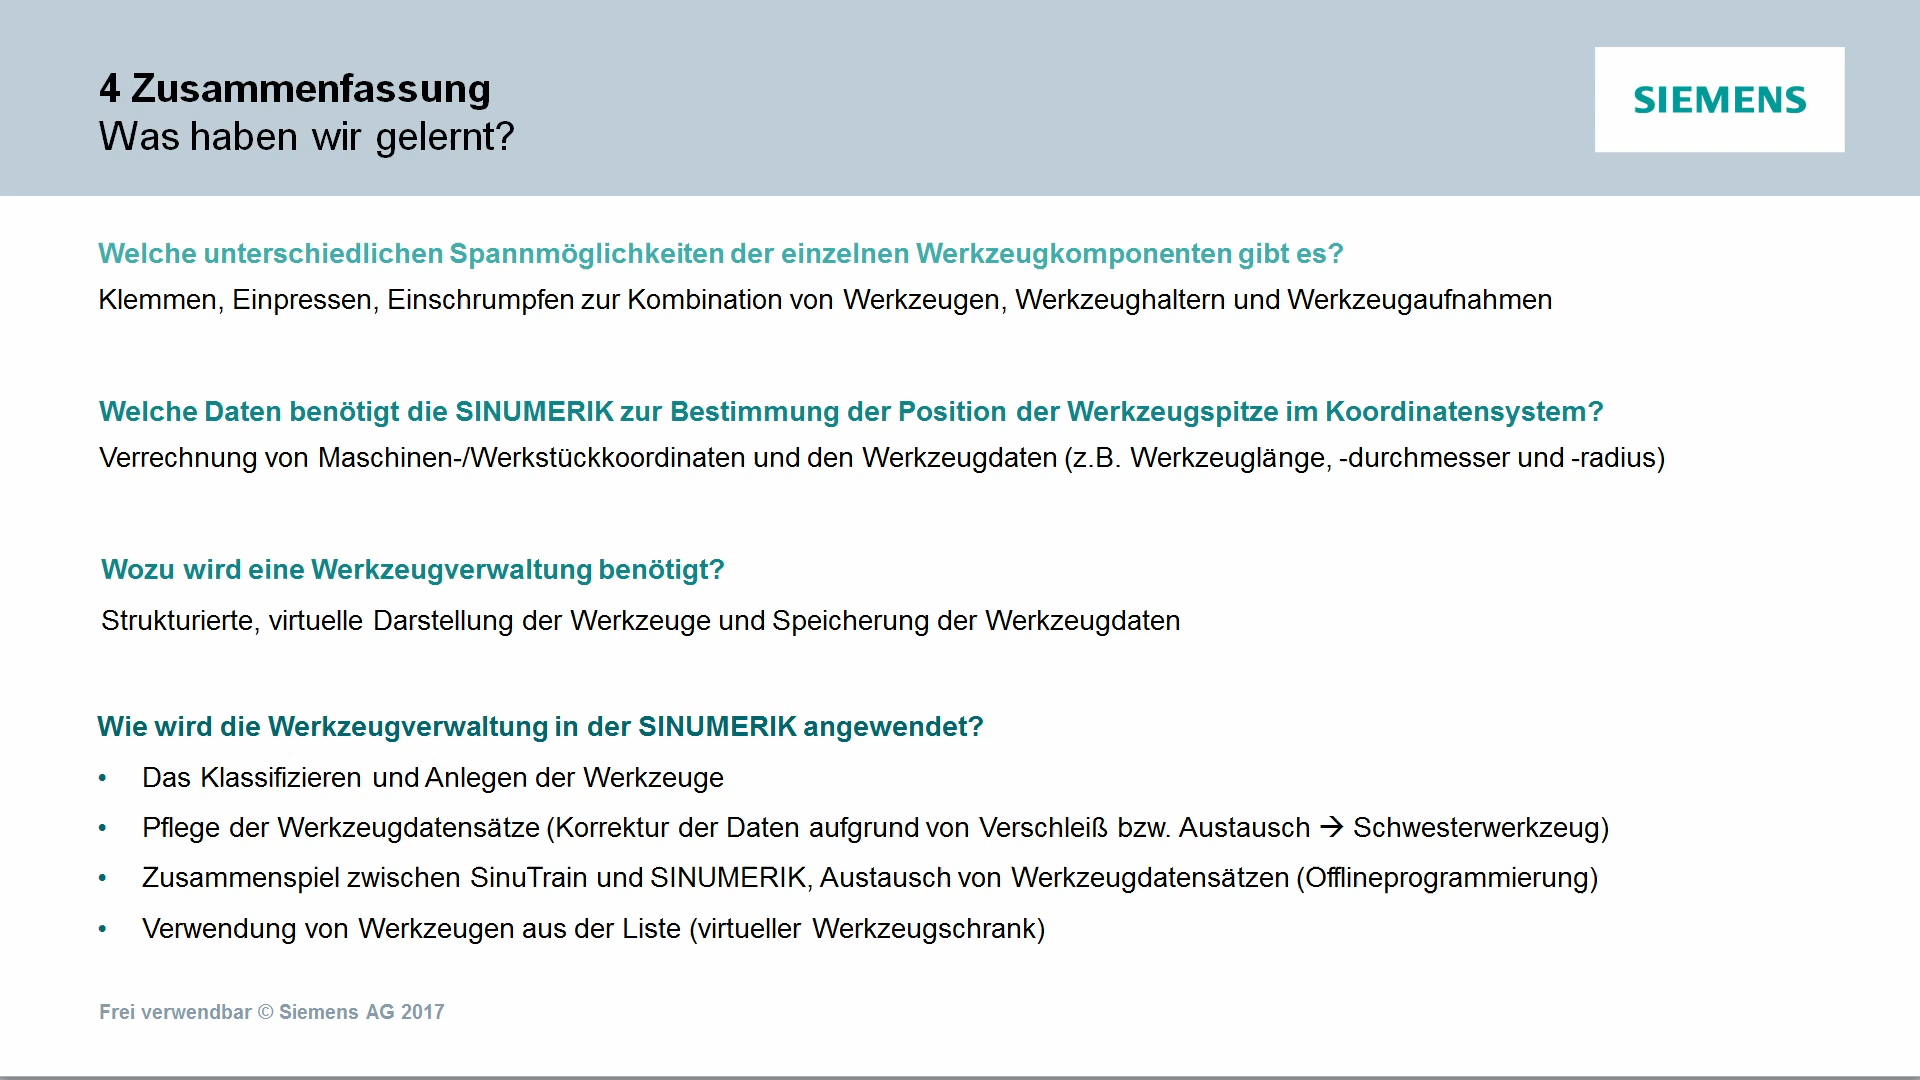 4 Zusammenfassung
Was haben wir gelernt?
SIEMENS
Welche unterschiedlichen Spannmöglichkeiten der einzelnen Werkzeugkomponenten gibt es?
Klemmen, Einpressen, Einschrumpfen zur Kombination von Werkzeugen, Werkzeughaltern und Werkzeugaufnahmen
Welche Daten benötigt die SINUMERIK zur Bestimmung der Position der Werkzeugspitze im Koordinatensystem?
Verrechnung von Maschinen-/Werkstückkoordinaten und den Werkzeugdaten (z.B. Werkzeuglänge, -durchmesser und -radius)
Wozu wird eine Werkzeugverwaltung benötigt?
Strukturierte, virtuelle Darstellung der Werkzeuge und Speicherung der Werkzeugdaten
Wie wird die Werkzeugverwaltung in der SINUMERIK angewendet?
• Das Klassifizieren und Anlegen der Werkzeuge
• Pflege der Werkzeugdatensätze (Korrektur der Daten aufgrund von Verschleiß bzw. Austausch → Schwesterwerkzeug)
• Zusammenspiel zwischen SinuTrain und SINUMERIK, Austausch von Werkzeugdatensätzen (Offlineprogrammierung)
• Verwendung von Werkzeugen aus der Liste (virtueller Werkzeugschrank)
Frei verwendbar © Siemens AG 2017